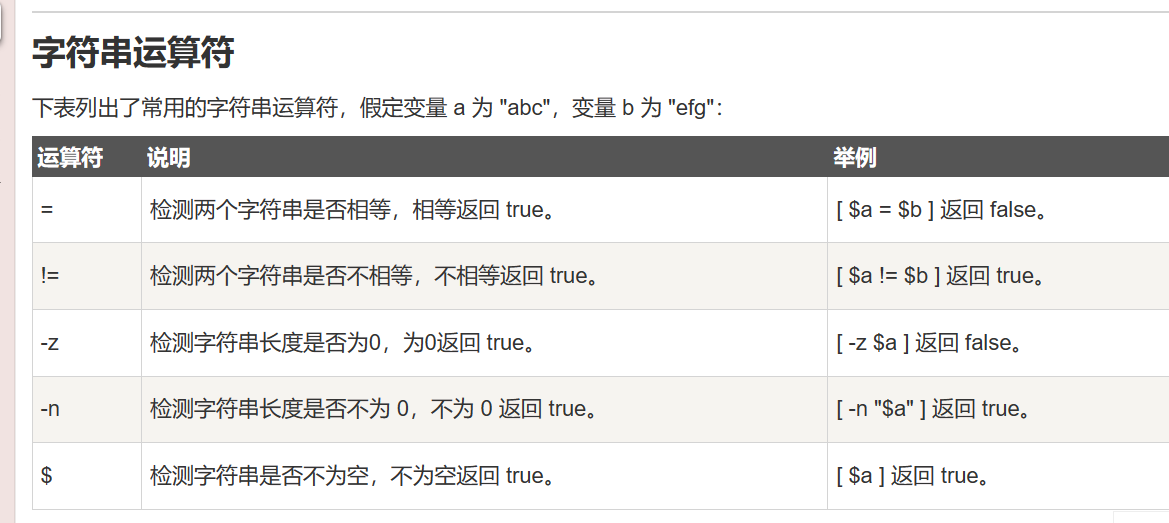 字符串运算符
下表列出了常用的字符串运算符，假定变量 a 为 "abc"，变量 b 为 "efg"：
运算符 说明 举例
= 检测两个字符串是否相等，相等返回 true。 [ $a = $b ] 返回 false。
!= 检测两个字符串是否不相等，不相等返回 true。 [ $a != $b ] 返回 true。
-z 检测字符串长度是否为0，为0返回 true。 [ -z $a ] 返回 false。
-n 检测字符串长度是否不为 0，不为 0 返回 true。 [ -n "$a" ] 返回 true。
$ 检测字符串是否不为空，不为空返回 true。 [ $a ] 返回 true。